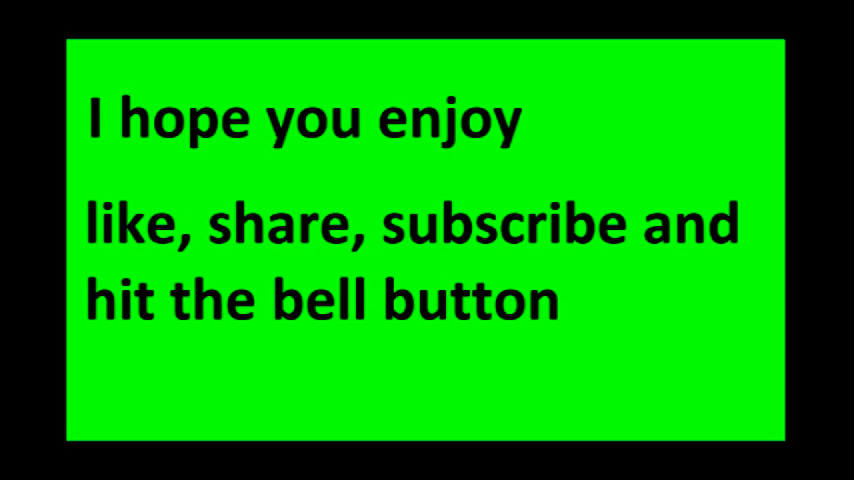 I hope you enjoy
like, share, subscribe and
hit the bell button